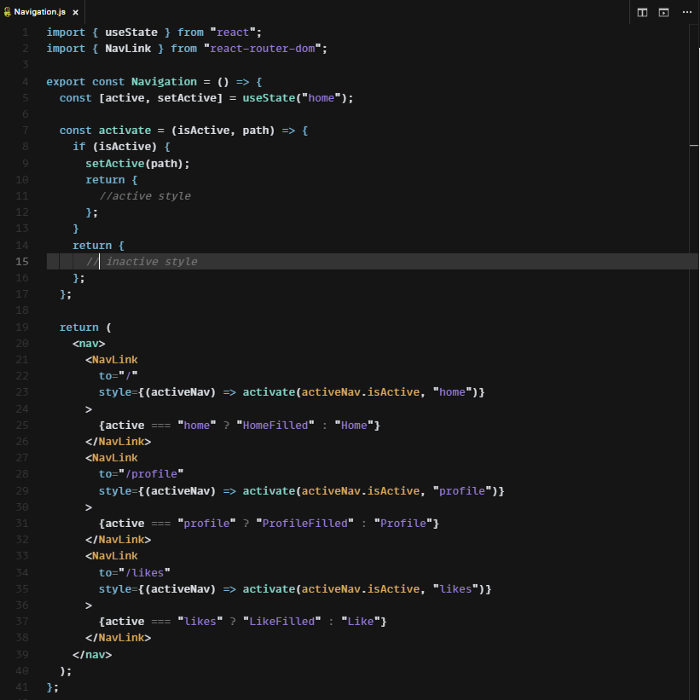 Navigation.js
1 import { useState } from "react";
2 import { NavLink } from "react-router-dom";
3
4 export const Navigation = () => {
5   const [active, setActive] = useState("home");
6
7   const activate = (isActive, path) => {
8     if (isActive) {
9       setActive(path);
10       return {
11         //active style
12       };
13     }
14     return {
15       // inactive style
16     };
17   };
18
19   return (
20     <nav>
21       <NavLink
22         to="/"
23         style={(activeNav) => activate(activeNav.isActive, "home")}
24       >
25         {active === "home" ? "HomeFilled" : "Home"}
26       </NavLink>
27       <NavLink
28         to="/profile"
29         style={(activeNav) => activate(activeNav.isActive, "profile")}
30       >
31         {active === "profile" ? "ProfileFilled" : "Profile"}
32       </NavLink>
33       <NavLink
34         to="/likes"
35         style={(activeNav) => activate(activeNav.isActive, "likes")}
36       >
37         {active === "likes" ? "LikeFilled" : "Like"}
38       </NavLink>
39     </nav>
40   );
41 };